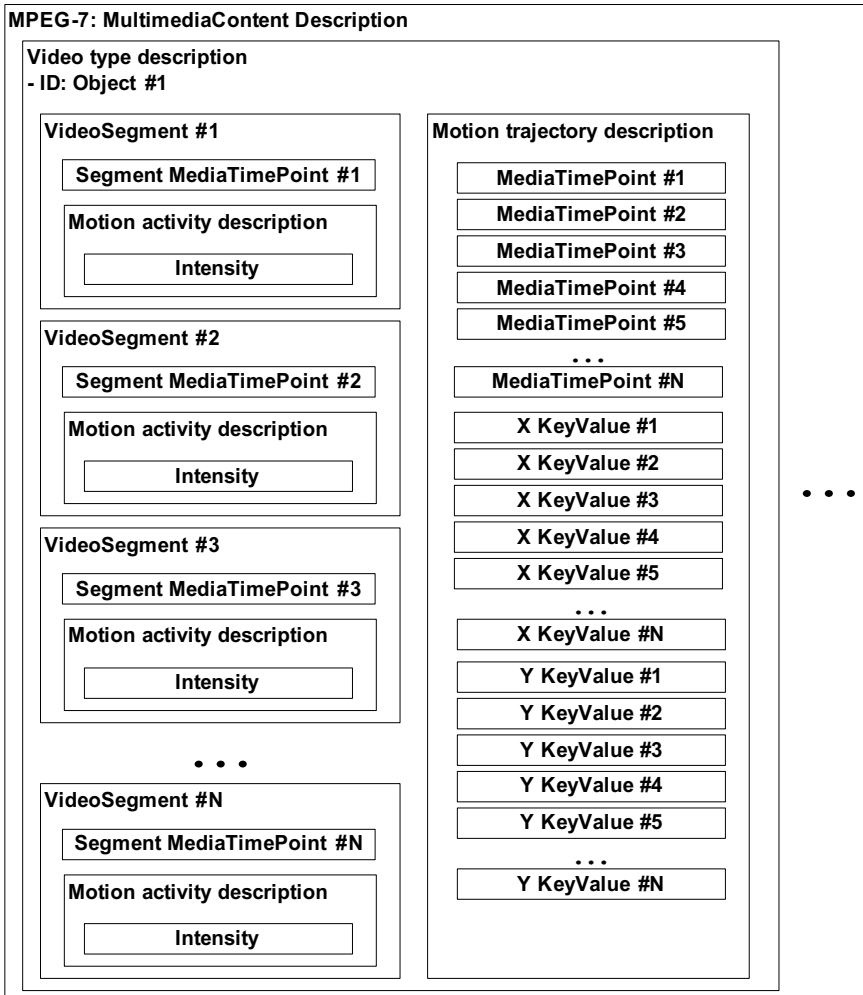 MPEG-7: MultimediaContent Description
Video type description
- ID: Object #1
VideoSegment #1
Segment MediaTimePoint #1
Motion activity description
Intensity
VideoSegment #2
Segment MediaTimePoint #2
Motion activity description
Intensity
VideoSegment #3
Segment MediaTimePoint #3
Motion activity description
Intensity
...
VideoSegment #N
Segment MediaTimePoint #N
Motion activity description
Intensity
Motion trajectory description
MediaTimePoint #1
MediaTimePoint #2
MediaTimePoint #3
MediaTimePoint #4
MediaTimePoint #5
...
MediaTimePoint #N
X KeyValue #1
X KeyValue #2
X KeyValue #3
X KeyValue #4
X KeyValue #5
...
X KeyValue #N
Y KeyValue #1
Y KeyValue #2
Y KeyValue #3
Y KeyValue #4
Y KeyValue #5
...
Y KeyValue #N
...